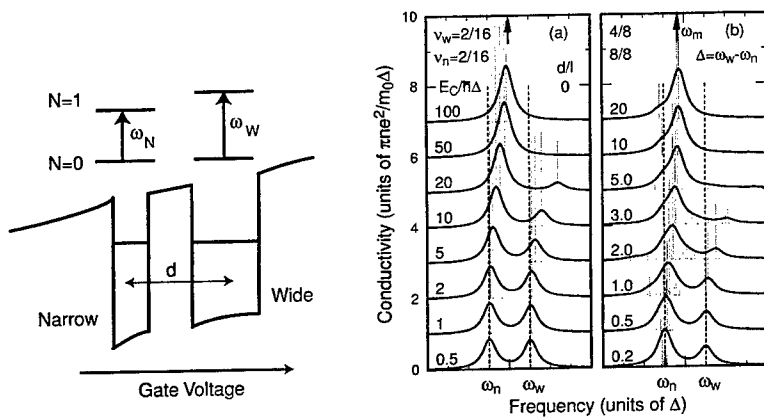 N=1
N=0
ω_N
ω_W
d
Narrow
Wide
Gate Voltage
Conductivity (units of πne²/m₀Δ)
10
8
6
4
2
0
(a)
ν_w=2/16
ν_n=2/16
d/l
E_C/ħΔ
0
100
50
20
10
5
2
1
0.5
ω_n
ω_w
(b)
ω_m
4/8
8/8
Δ=ω_w-ω_n
20
10
5.0
3.0
2.0
1.0
0.5
0.2
ω_n
ω_w
Frequency (units of Δ)